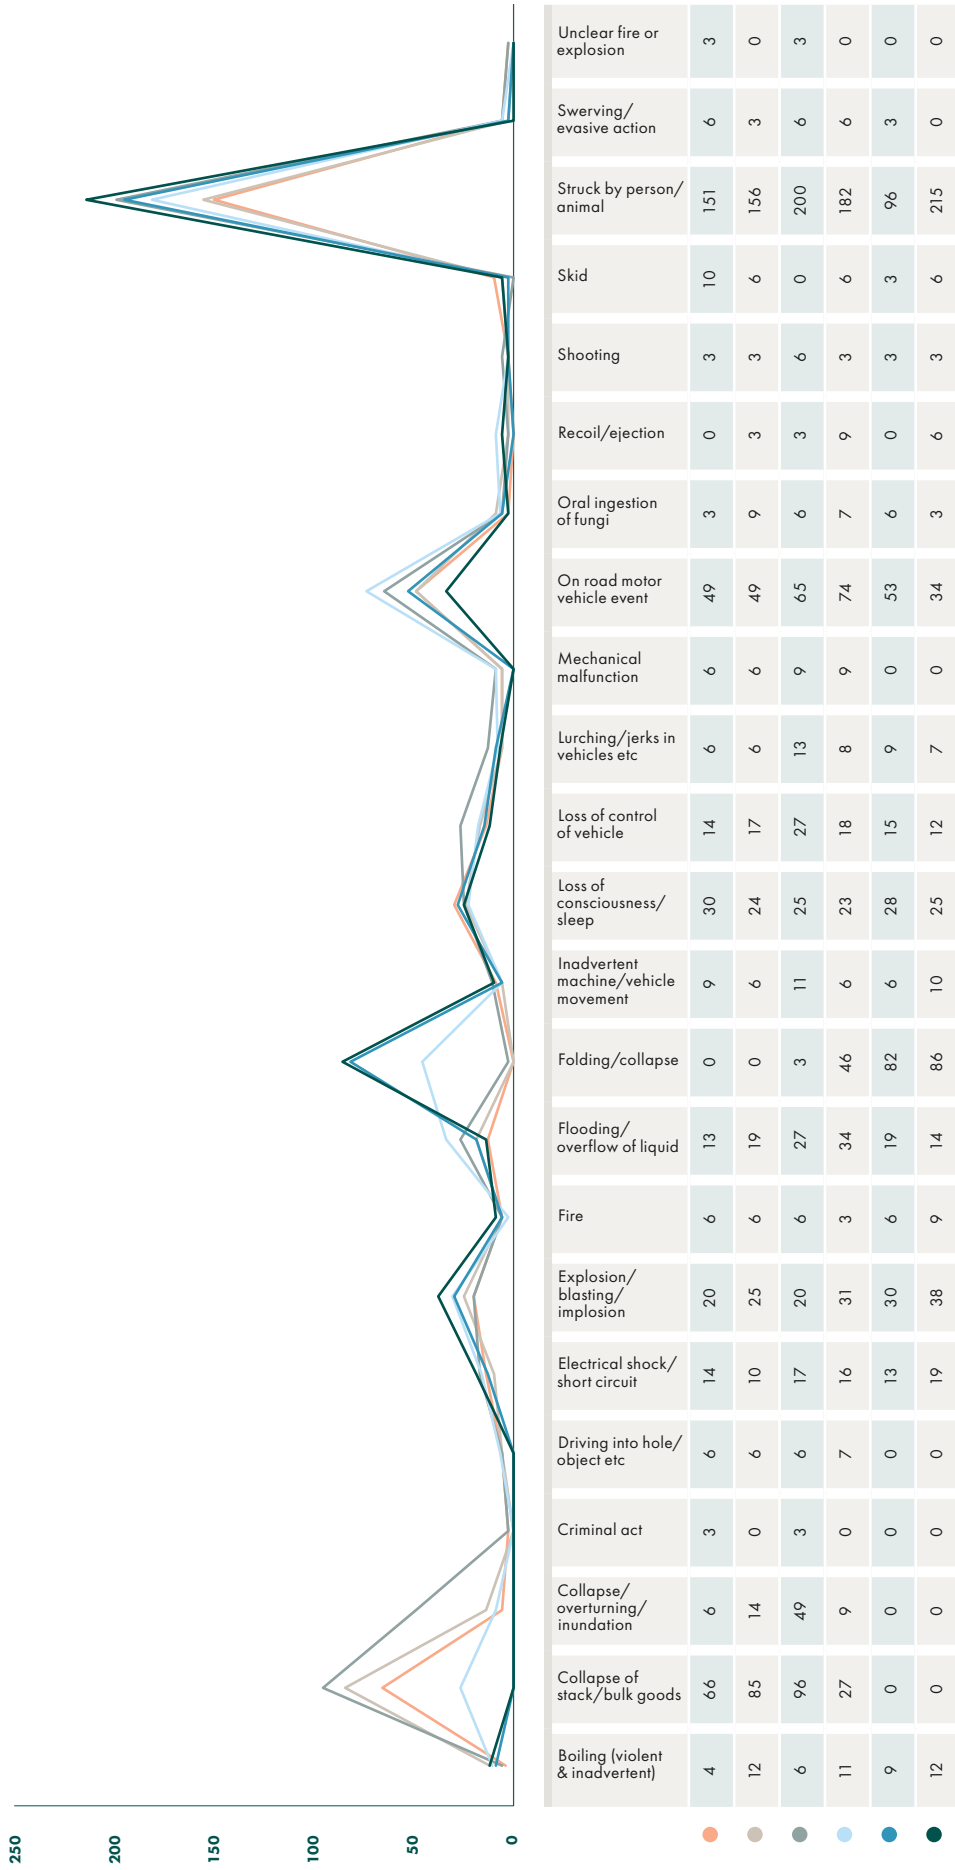 Unclear fire or
explosion
3 0 3 0 0 0
Swerving/
evasive action
6 3 6 6 3 0
Struck by person/
animal
151 156 200 182 96 215
Skid
10 6 0 6 3 6
Shooting
3 3 6 3 3 3
Recoil/ejection
0 3 3 9 0 6
Oral ingestion
of fungi
3 9 6 7 6 3
On road motor
vehicle event
49 49 65 74 53 34
Mechanical
malfunction
6 6 9 9 0 0
Lurching/jerks in
vehicles etc
6 6 13 8 9 7
Loss of control
of vehicle
14 17 27 18 15 12
Loss of
consciousness/
sleep
30 24 25 23 28 25
Inadvertent
machine/vehicle
movement
9 6 11 6 6 10
Folding/collapse
0 0 3 46 82 86
Flooding/
overflow of liquid
13 19 27 34 19 14
Fire
6 6 6 3 6 9
Explosion/
blasting/
implosion
20 25 20 31 30 38
Electrical shock/
short circuit
14 10 17 16 13 19
Driving into hole/
object etc
6 6 6 7 0 0
Criminal act
3 0 3 0 0 0
Collapse/
overturning/
inundation
6 14 49 9 0 0
Collapse of
stack/bulk goods
66 85 96 27 0 0
Boiling (violent
& inadvertent)
4 12 6 11 9 12
250 200 150 100 50 0